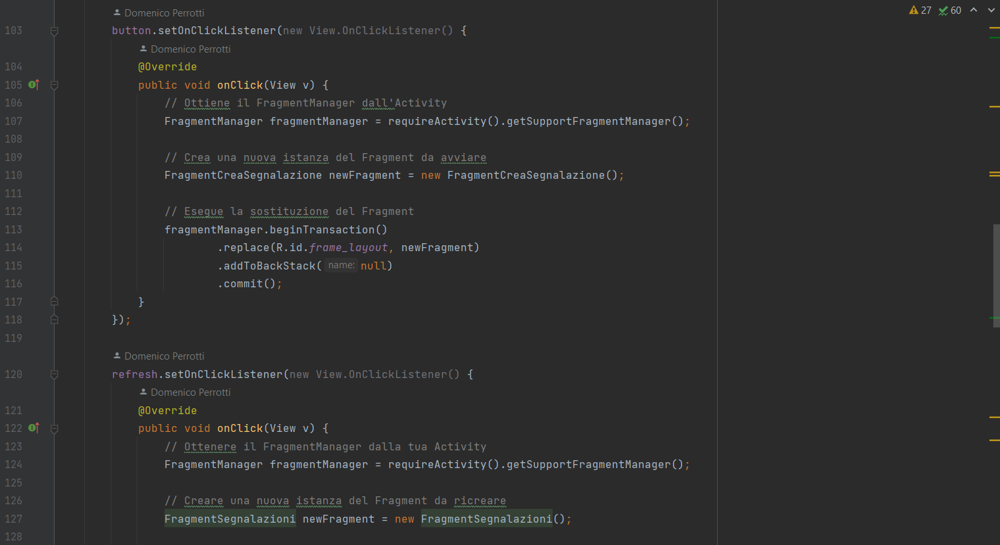 Domenico Perrotti
27 60
103 button.setOnClickListener(new View.OnClickListener() {
Domenico Perrotti
104 @Override
105 public void onClick(View v) {
106 // Ottiene il FragmentManager dall'Activity
107 FragmentManager fragmentManager = requireActivity().getSupportFragmentManager();
108
109 // Crea una nuova istanza del Fragment da avviare
110 FragmentCreaSegnalazione newFragment = new FragmentCreaSegnalazione();
111
112 // Esegue la sostituzione del Fragment
113 fragmentManager.beginTransaction()
114 .replace(R.id.frame_layout, newFragment)
115 .addToBackStack( name: null)
116 .commit();
117 }
118 });
119
Domenico Perrotti
120 refresh.setOnClickListener(new View.OnClickListener() {
Domenico Perrotti
121 @Override
122 public void onClick(View v) {
123 // Ottenere il FragmentManager dalla tua Activity
124 FragmentManager fragmentManager = requireActivity().getSupportFragmentManager();
125
126 // Creare una nuova istanza del Fragment da ricreare
127 FragmentSegnalazioni newFragment = new FragmentSegnalazioni();
128